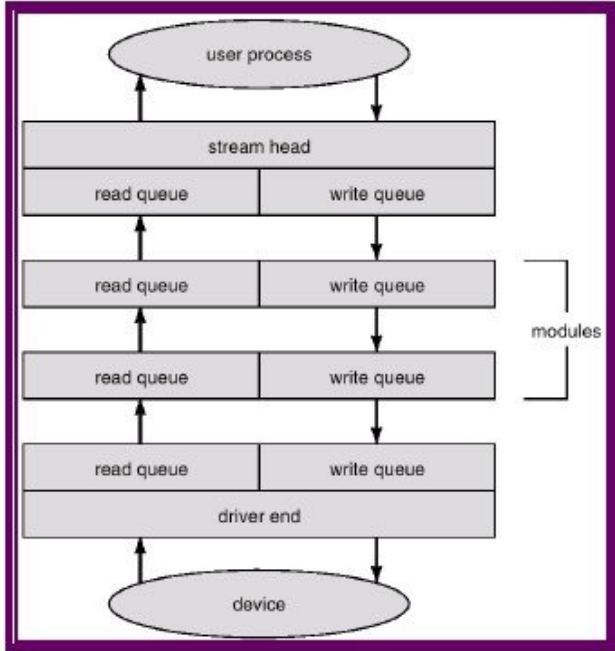 user process
stream head
read queue write queue
read queue write queue
modules
read queue write queue
read queue write queue
driver end
device